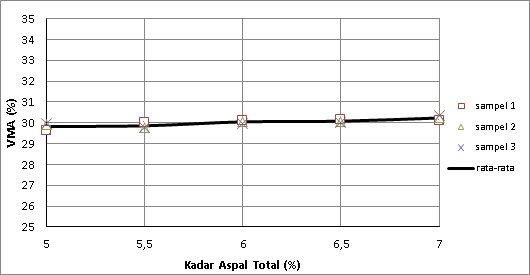 35
34
33
32
31
30
29
28
27
26
25
VMA (%)
5
5,5
6
6,5
7
Kadar Aspal Total (%)
sampel 1
sampel 2
sampel 3
rata-rata